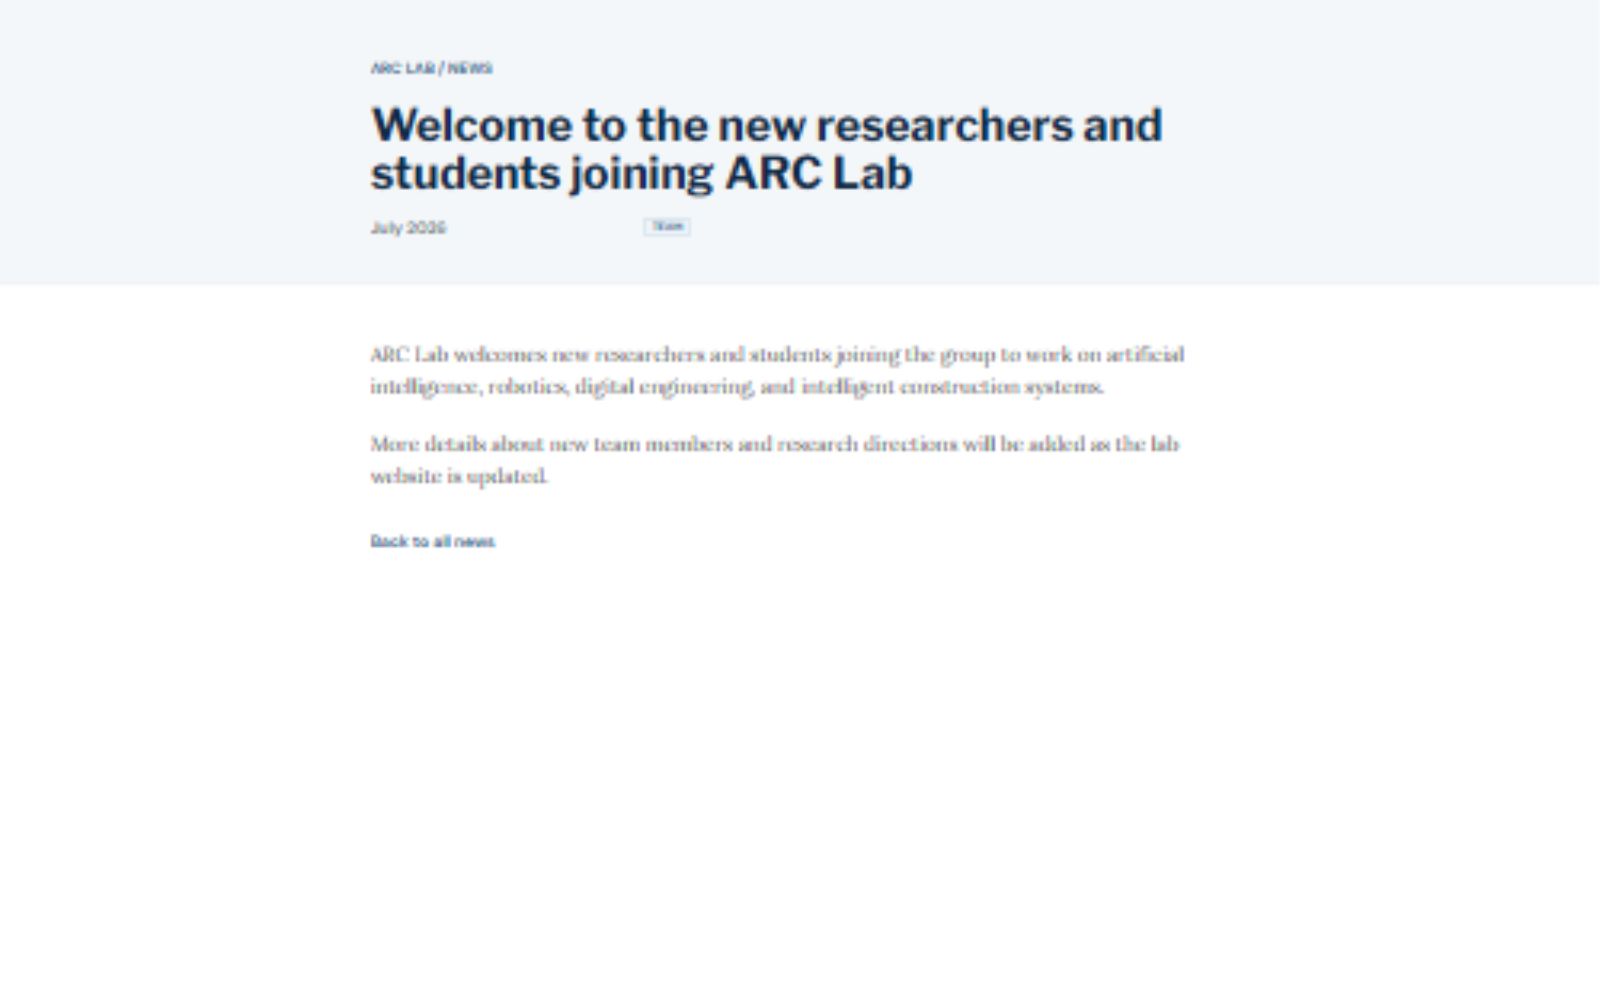 ARC LAB / NEWS
Welcome to the new researchers and
students joining ARC Lab
July 2026
Team
ARC Lab welcomes new researchers and students joining the group to work on artificial
intelligence, robotics, digital engineering, and intelligent construction systems.
More details about new team members and research directions will be added as the lab
website is updated.
Back to all news